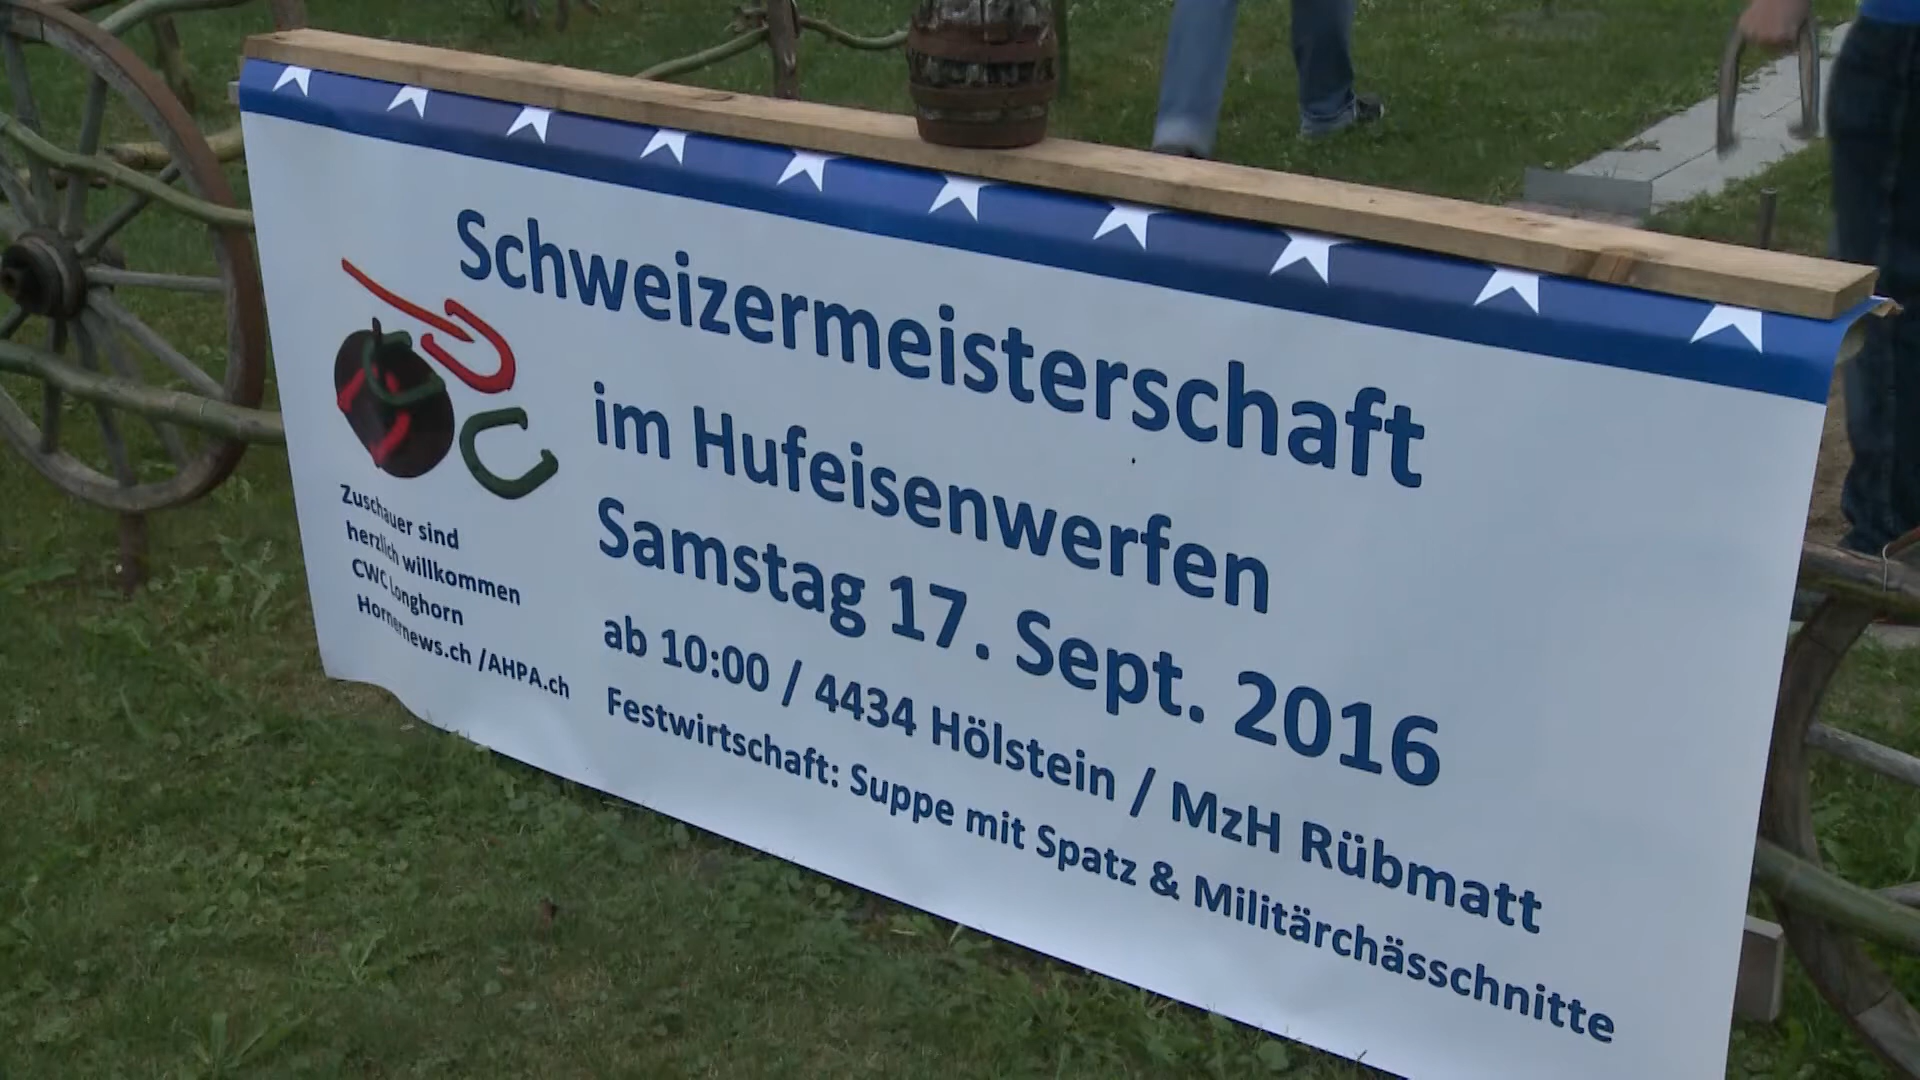 Schweizermeisterschaft
im Hufeisenwerfen
Samstag 17. Sept. 2016
ab 10:00 / 4434 Hölstein / MzH Rübmatt
Festwirtschaft: Suppe mit Spatz & Militärchässchnitte
Zuschauer sind
herzlich willkommen
CWC Longhorn
Hornernews.ch /AHPA.ch